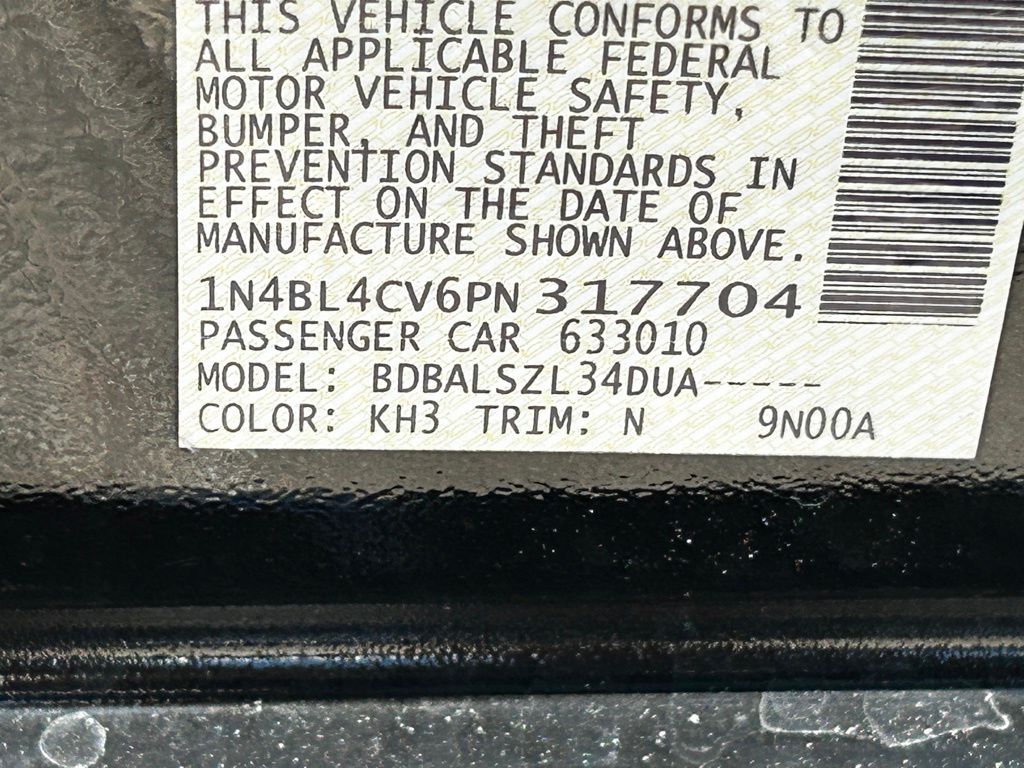 THIS VEHICLE CONFORMS TO
ALL APPLICABLE FEDERAL
MOTOR VEHICLE SAFETY,
BUMPER, AND THEFT
PREVENTION STANDARDS IN
EFFECT ON THE DATE OF
MANUFACTURE SHOWN ABOVE.
1N4BL4CV6PN317704
PASSENGER CAR 633010
MODEL: BDBALSZL34DUA-----
COLOR: KH3 TRIM: N 9N00A